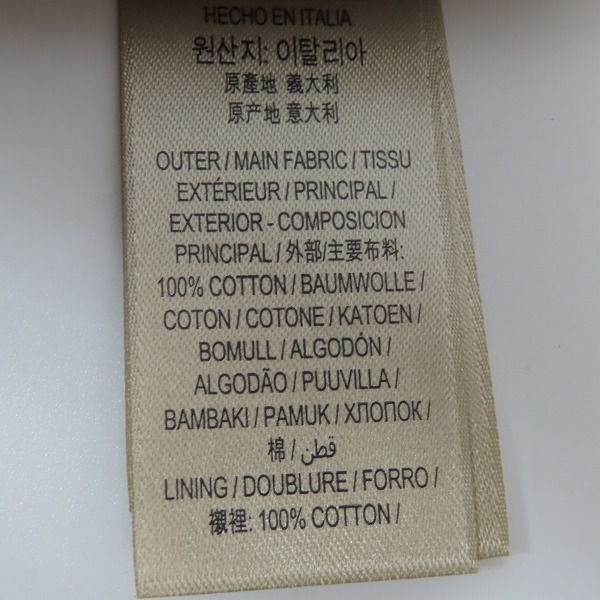 HECHO EN ITALIA
원산지: 이탈리아
原產地 義大利
原产地 意大利
OUTER / MAIN FABRIC / TISSU
EXTÉRIEUR / PRINCIPAL /
EXTERIOR - COMPOSICION
PRINCIPAL / 外部/主要布料:
100% COTTON / BAUMWOLLE /
COTON / COTONE / KATOEN /
BOMULL / ALGODÓN /
ALGODÃO / PUUVILLA /
BAMBAKI / PAMUK / ХЛОПОК /
棉 / قطن
LINING / DOUBLURE / FORRO /
襯裡: 100% COTTON /